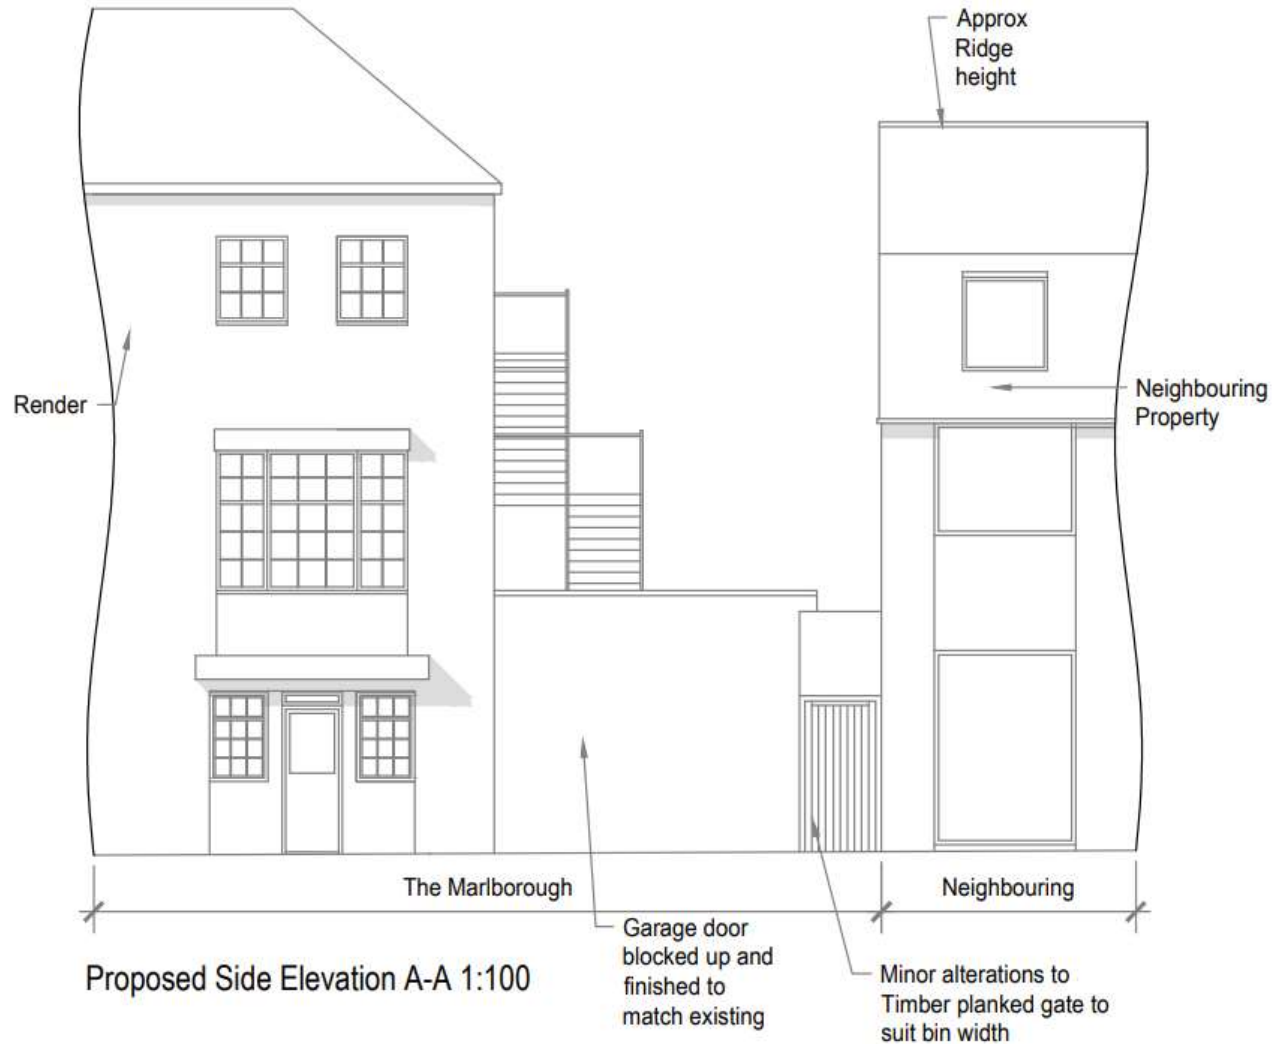 Approx
Ridge
height
Render
Neighbouring
Property
The Marlborough
Neighbouring
Garage door
blocked up and
finished to
match existing
Minor alterations to
Timber planked gate to
suit bin width
Proposed Side Elevation A-A 1:100